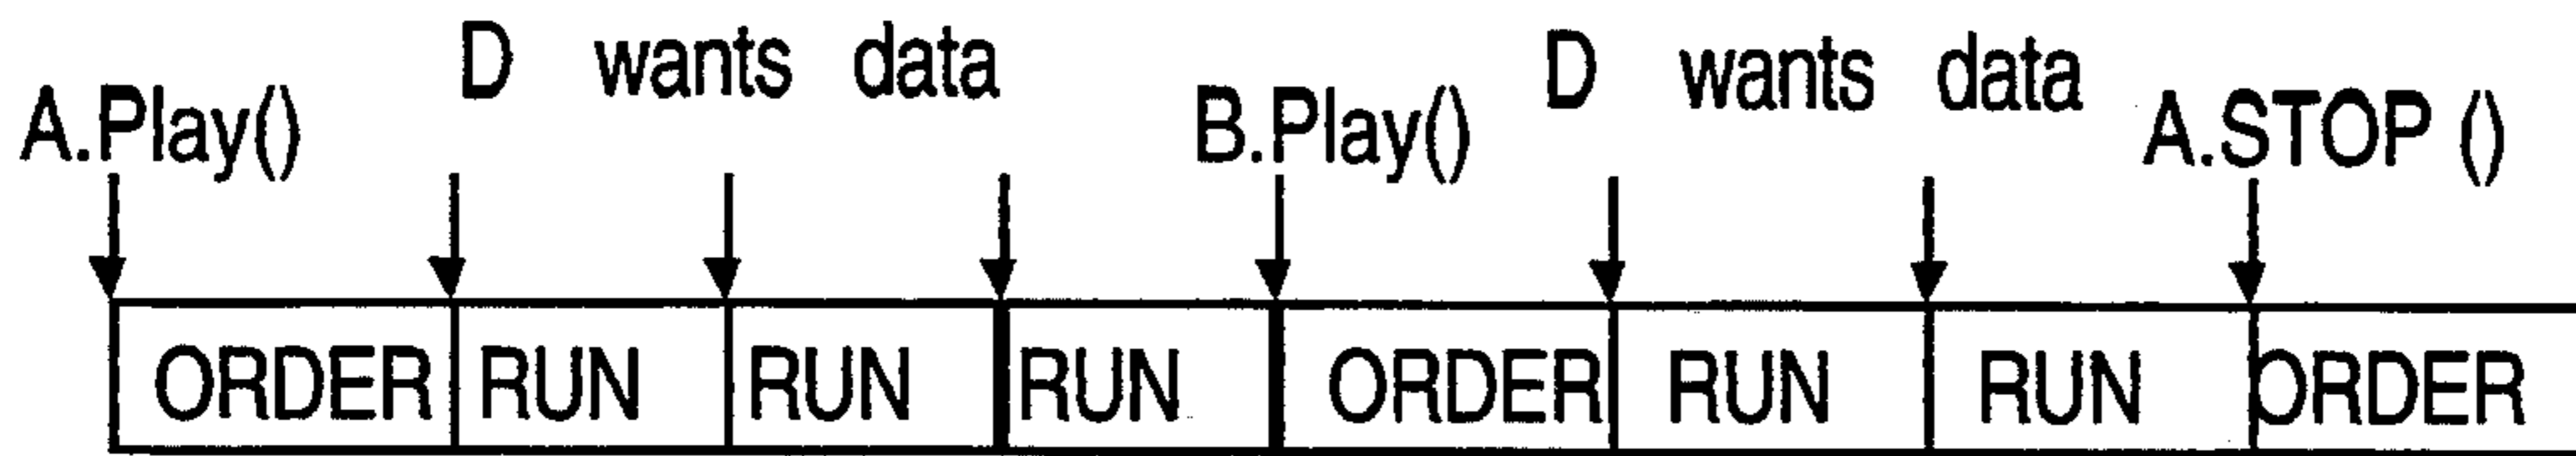 D wants data D wants data
A.Play() B.Play() A.STOP ()
ORDER RUN RUN RUN ORDER RUN RUN ORDER